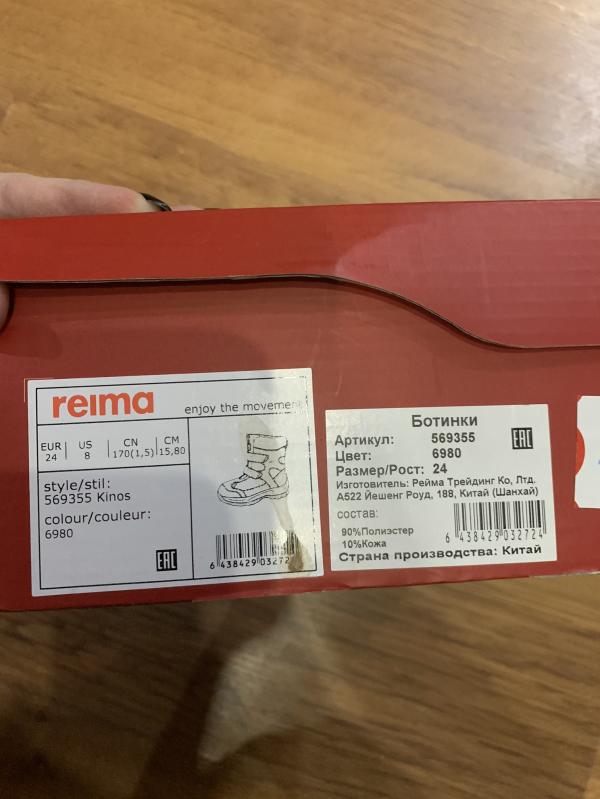 reima
enjoy the movement
EUR 24 US 8 CN 170(1,5) CM 15,80
style/stil:
569355 Kinos
colour/couleur:
6980
EAC
6 438429 032724
Ботинки
Артикул: 569355
EAC
Цвет: 6980
Размер/Рост: 24
Изготовитель: Рейма Трейдинг Ко, Лтд.
А522 Йешенг Роуд, 188, Китай (Шанхай)
состав:
90%Полиэстер
10%Кожа
6 438429 032724
Страна производства: Китай